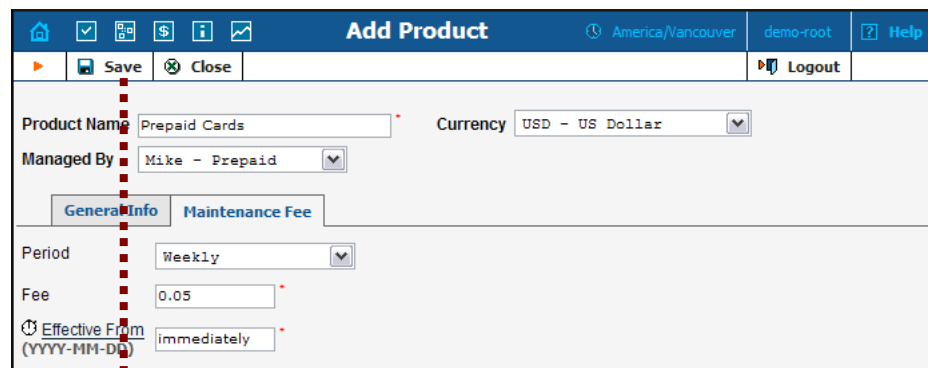 Add Product America/Vancouver demo-root ? Help
Save Close Logout
Product Name Prepaid Cards * Currency USD - US Dollar
Managed By Mike - Prepaid
General Info Maintenance Fee
Period Weekly
Fee 0.05 *
Effective From immediately *
(YYYY-MM-DD)